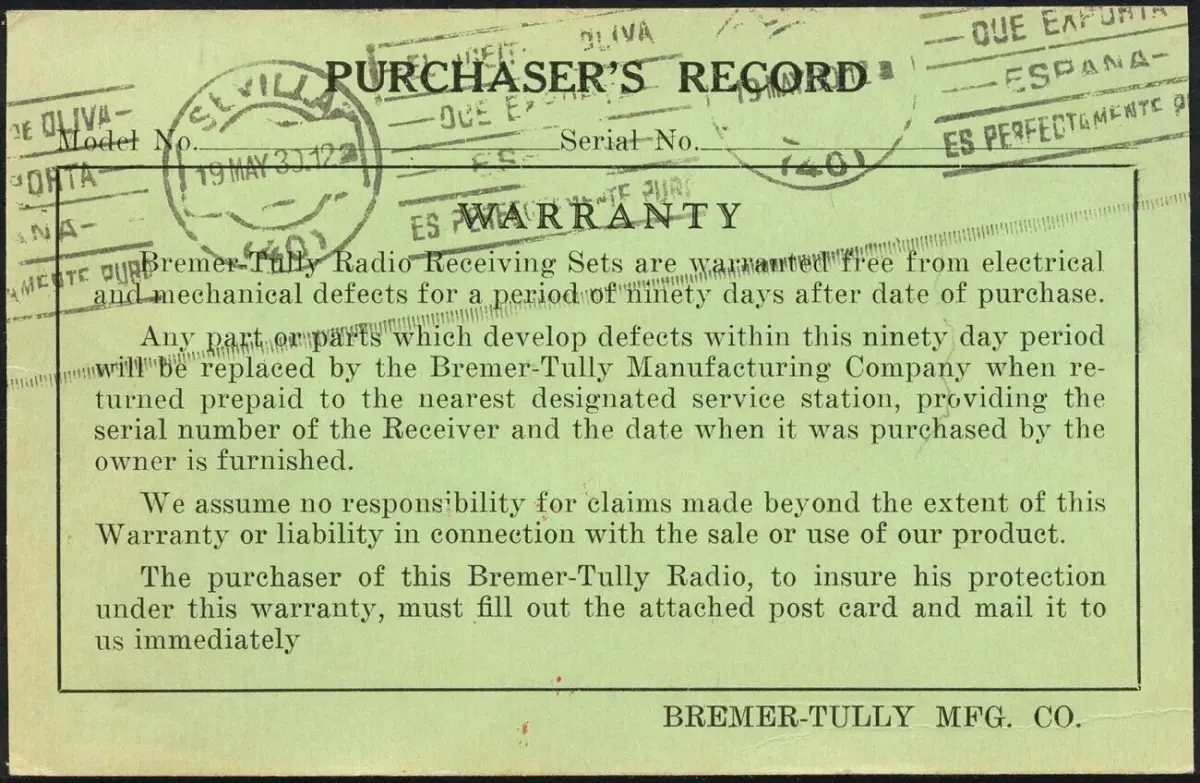 PURCHASER'S RECORD
Model No. Serial No.
WARRANTY
Bremer-Tully Radio Receiving Sets are warranted free from electrical
and mechanical defects for a period of ninety days after date of purchase.
Any part or parts which develop defects within this ninety day period
will be replaced by the Bremer-Tully Manufacturing Company when re-
turned prepaid to the nearest designated service station, providing the
serial number of the Receiver and the date when it was purchased by the
owner is furnished.
We assume no responsibility for claims made beyond the extent of this
Warranty or liability in connection with the sale or use of our product.
The purchaser of this Bremer-Tully Radio, to insure his protection
under this warranty, must fill out the attached post card and mail it to
us immediately
BREMER-TULLY MFG. CO.
DE OLIVA
SEVILLA
19 MAY 30.12
(40)
OLIVA
QUE
ES
QUE EXPORTA
ESPAÑA
ES PERFECTAMENTE
(40)